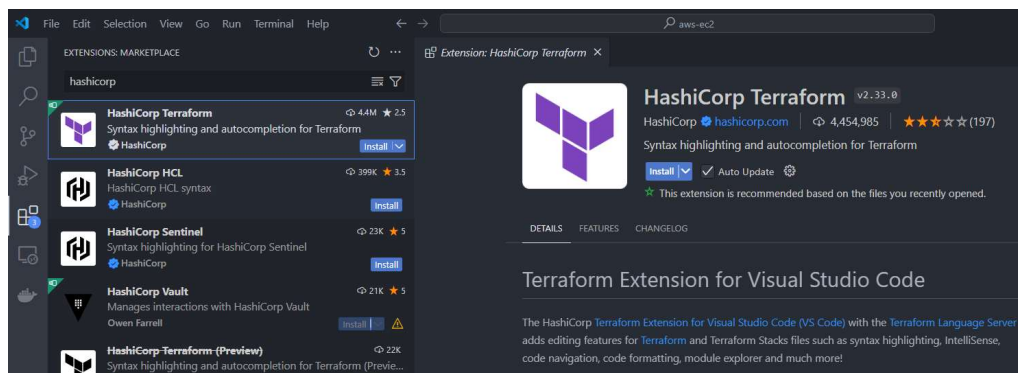 File Edit Selection View Go Run Terminal Help
aws-ec2
EXTENSIONS: MARKETPLACE
hashicorp
HashiCorp Terraform 4.4M ★ 2.5
Syntax highlighting and autocompletion for Terraform
HashiCorp Install
HashiCorp HCL 399K ★ 3.5
HashiCorp HCL syntax
HashiCorp Install
HashiCorp Sentinel 23K ★ 5
Syntax highlighting for HashiCorp Sentinel
HashiCorp Install
HashiCorp Vault 21K ★ 5
Manages interactions with HashiCorp Vault
Owen Farrell Install
HashiCorp Terraform (Preview) 22K
Syntax highlighting and autocompletion for Terraform (Previe...
3
Extension: HashiCorp Terraform
HashiCorp Terraform v2.33.0
HashiCorp hashicorp.com 4,454,985 ★★★☆☆(197)
Syntax highlighting and autocompletion for Terraform
Install Auto Update
This extension is recommended based on the files you recently opened.
DETAILS FEATURES CHANGELOG
Terraform Extension for Visual Studio Code
The HashiCorp Terraform Extension for Visual Studio Code (VS Code) with the Terraform Language Server
adds editing features for Terraform and Terraform Stacks files such as syntax highlighting, IntelliSense,
code navigation, code formatting, module explorer and much more!